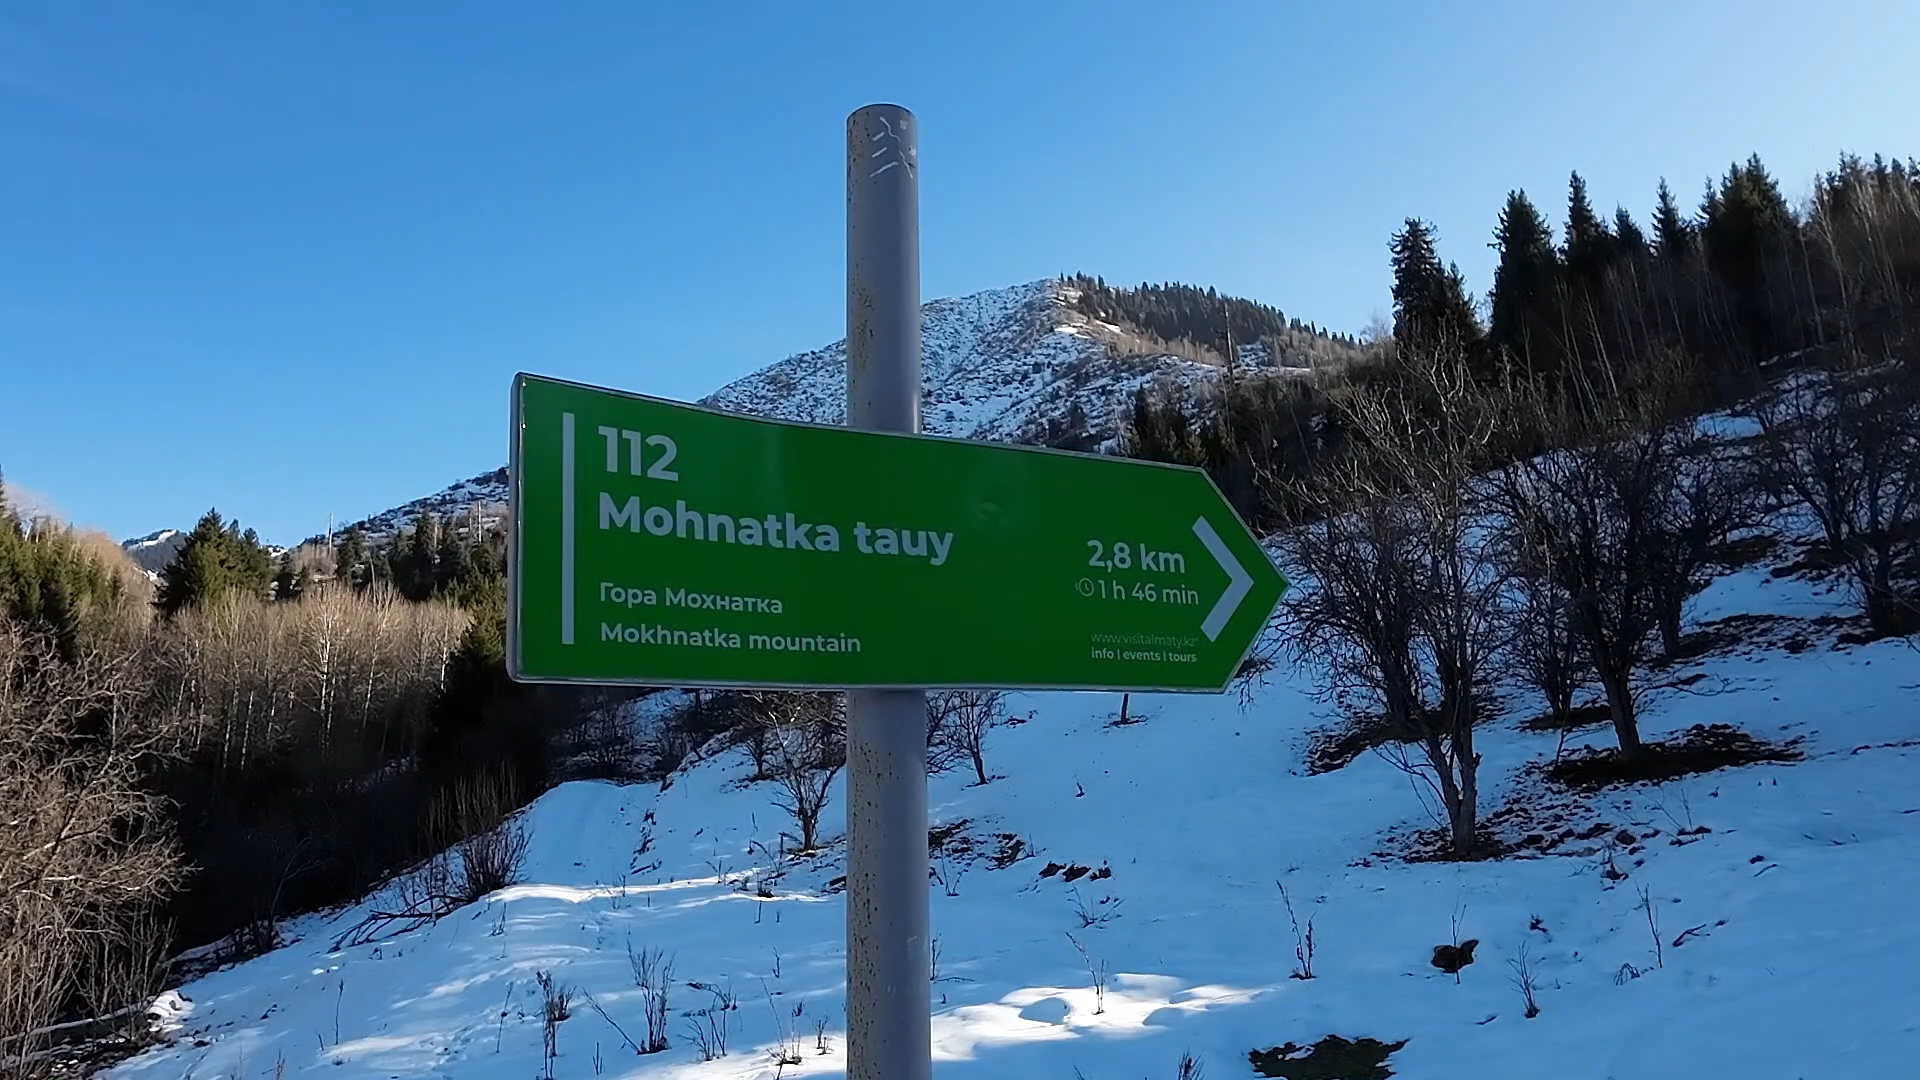 112
Mohnatka tauy
Гора Мохнатка
Mokhnatka mountain
2,8 km
1 h 46 min
www.visitalmaty.kz
info | events | tours